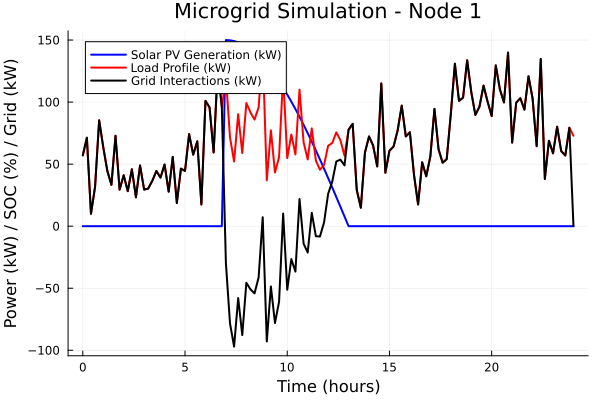 Microgrid Simulation - Node 1
Power (kW) / SOC (%) / Grid (kW)
150
100
50
0
−50
−100
Solar PV Generation (kW)
Load Profile (kW)
Grid Interactions (kW)
0 5 10 15 20
Time (hours)